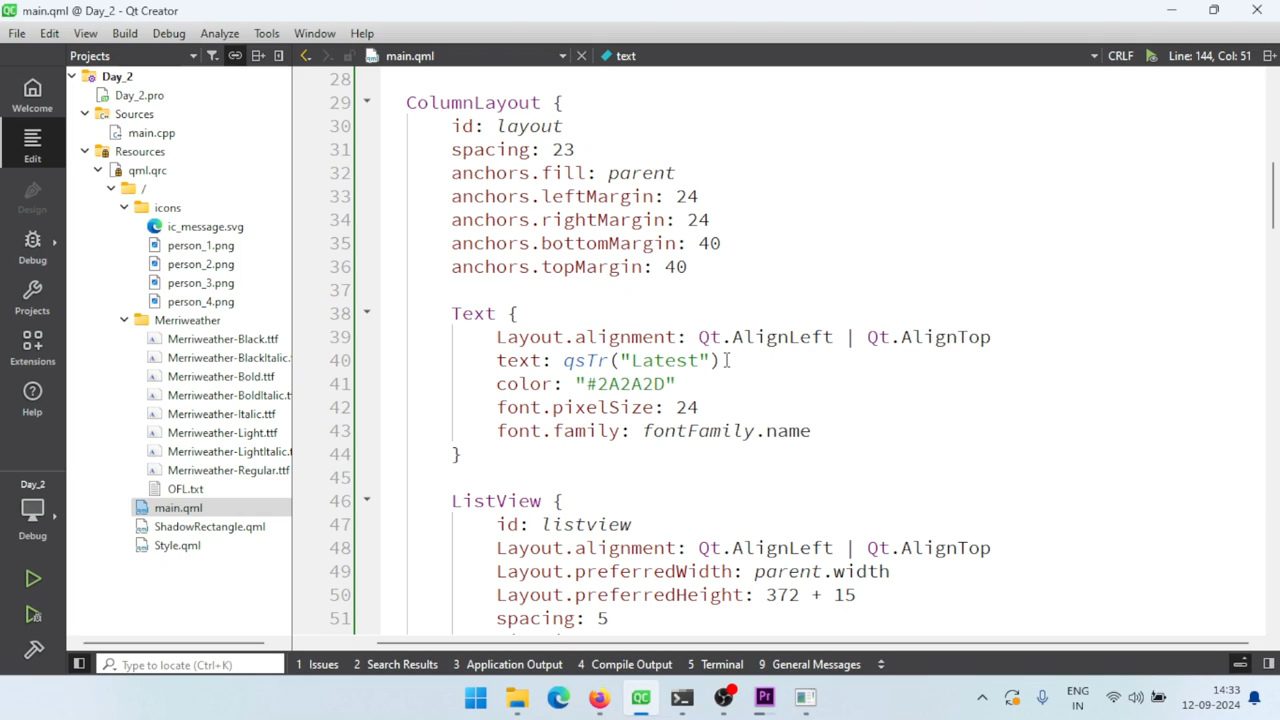 main.qml @ Day_2 - Qt Creator
File Edit View Build Debug Analyze Tools Window Help
Projects main.qml text CRLF Line: 144, Col: 51
Welcome
Edit
Design
Debug
Projects
Extensions
Help
Day_2
Debug
Day_2
Day_2.pro
Sources
main.cpp
Resources
qml.qrc
/
icons
ic_message.svg
person_1.png
person_2.png
person_3.png
person_4.png
Merriweather
Merriweather-Black.ttf
Merriweather-BlackItalic.
Merriweather-Bold.ttf
Merriweather-BoldItalic.t
Merriweather-Italic.ttf
Merriweather-Light.ttf
Merriweather-LightItalic.t
Merriweather-Regular.ttf
OFL.txt
main.qml
ShadowRectangle.qml
Style.qml
28
29 ColumnLayout {
30 id: layout
31 spacing: 23
32 anchors.fill: parent
33 anchors.leftMargin: 24
34 anchors.rightMargin: 24
35 anchors.bottomMargin: 40
36 anchors.topMargin: 40
37
38 Text {
39 Layout.alignment: Qt.AlignLeft | Qt.AlignTop
40 text: qsTr("Latest")
41 color: "#2A2A2D"
42 font.pixelSize: 24
43 font.family: fontFamily.name
44 }
45
46 ListView {
47 id: listview
48 Layout.alignment: Qt.AlignLeft | Qt.AlignTop
49 Layout.preferredWidth: parent.width
50 Layout.preferredHeight: 372 + 15
51 spacing: 5
Type to locate (Ctrl+K) 1 Issues 2 Search Results 3 Application Output 4 Compile Output 5 Terminal 9 General Messages
ENG
IN
14:33
12-09-2024